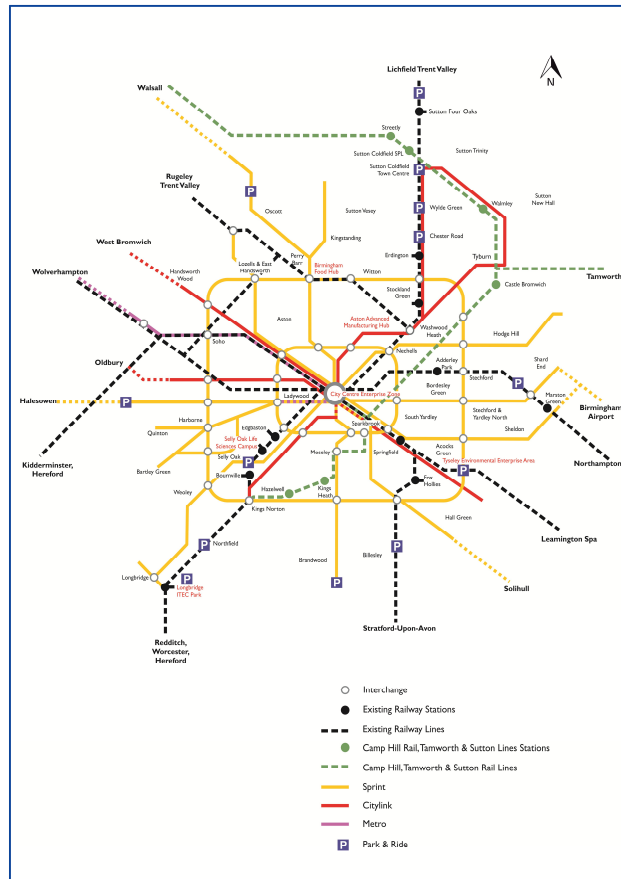 Lichfield Trent Valley
N
Walsall
Sutton Four Oaks
Streetly
Sutton Coldfield SPL
Sutton Trinity
Sutton Coldfield
Town Centre
Rugeley
Trent Valley
Oscott
Sutton Vesey
Wylde Green
Walmley
Sutton
New Hall
Kingstanding
Chester Road
West Bromwich
Perry
Barr
Erdington
Tyburn
Lozells & East
Handsworth
Birmingham
Food Hub
Witton
Wolverhampton
Handsworth
Wood
Tamworth
Castle Bromwich
Stockland
Green
Aston
Aston Advanced
Manufacturing Hub
Washwood
Heath
Hodge Hill
Soho
Nechells
Oldbury
Adderley
Park
Shard
End
Stechford
Bordesley
Green
Halesowen
Ladywood
City Centre Enterprise Zone
Marston
Green
Stechford &
Yardley North
Birmingham
Airport
South Yardley
Harborne
Quinton
Edgbaston
Sparkbrook
Sheldon
Selly Oak Life
Sciences Campus
Acocks
Green
Selly Oak
Moseley
Springfield
Tyseley Environmental Enterprise Area
Northampton
Kidderminster,
Hereford
Bartley Green
Bournville
Hazelwell
Kings
Heath
Fox
Hollies
Weoley
Kings Norton
Hall Green
Leamington Spa
Northfield
Brandwood
Billesley
Longbridge
Longbridge
ITEC Park
Solihull
Stratford-Upon-Avon
Redditch,
Worcester,
Hereford
P
P
P
P
P
P
P
P
P
P
P
P
P
Interchange
Existing Railway Stations
Existing Railway Lines
Camp Hill Rail, Tamworth & Sutton Lines Stations
Camp Hill, Tamworth & Sutton Rail Lines
Sprint
Citylink
Metro
P Park & Ride